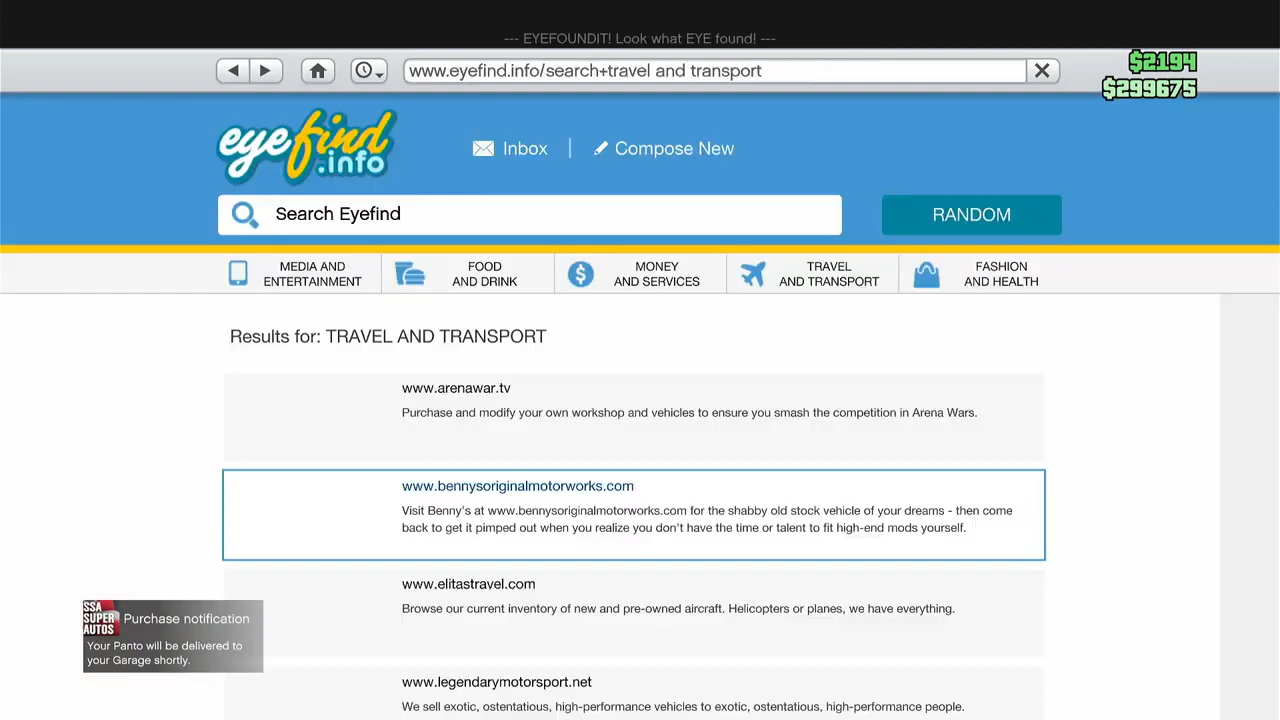 --- EYEFOUNDIT! Look what EYE found! ---
www.eyefind.info/search+travel and transport
$2194
$299675
eyefind
.info
Inbox
Compose New
Search Eyefind
RANDOM
MEDIA AND
ENTERTAINMENT
FOOD
AND DRINK
MONEY
AND SERVICES
TRAVEL
AND TRANSPORT
FASHION
AND HEALTH
Results for: TRAVEL AND TRANSPORT
www.arenawar.tv
Purchase and modify your own workshop and vehicles to ensure you smash the competition in Arena Wars.
www.bennysoriginalmotorworks.com
Visit Benny's at www.bennysoriginalmotorworks.com for the shabby old stock vehicle of your dreams - then come
back to get it pimped out when you realize you don't have the time or talent to fit high-end mods yourself.
www.elitastravel.com
Browse our current inventory of new and pre-owned aircraft. Helicopters or planes, we have everything.
SSA
SUPER
AUTOS
Purchase notification
Your Panto will be delivered to
your Garage shortly.
www.legendarymotorsport.net
We sell exotic, ostentatious, high-performance vehicles to exotic, ostentatious, high-performance people.